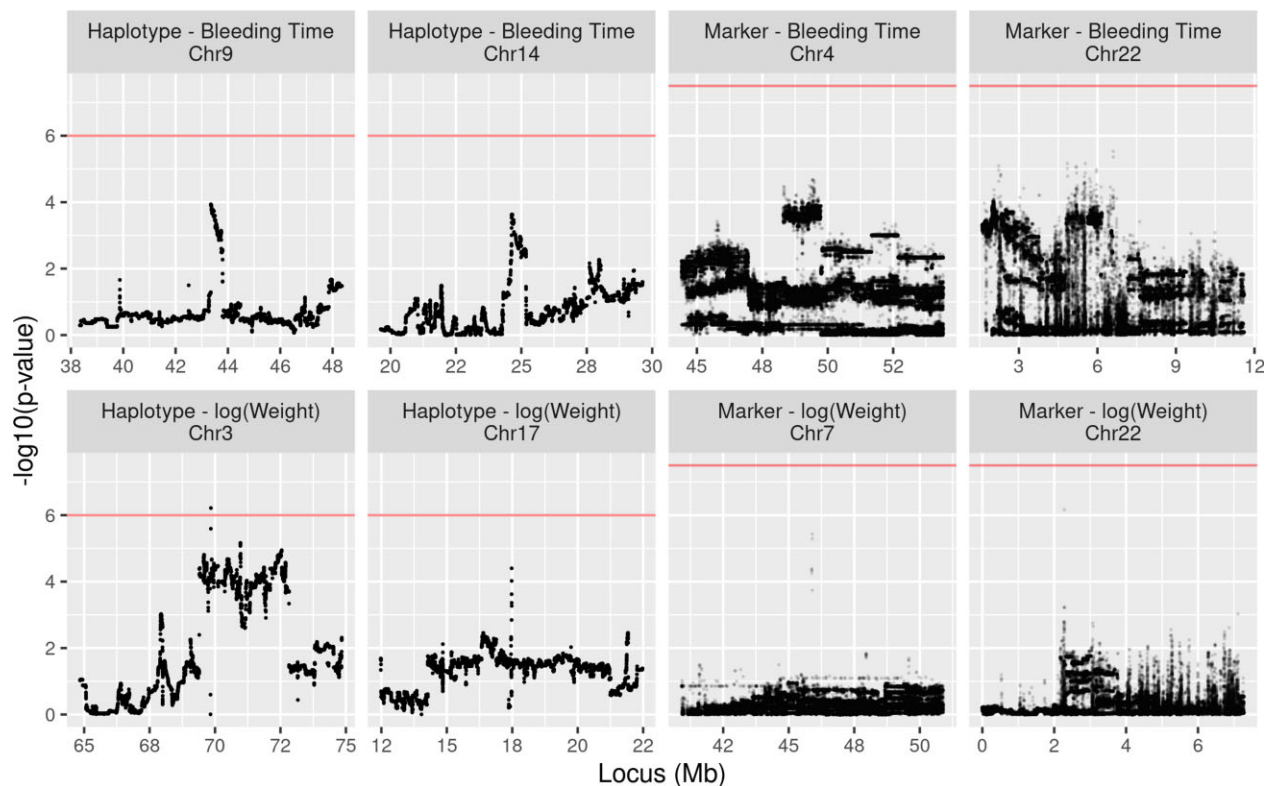 Haplotype - Bleeding Time
Chr9
Haplotype - Bleeding Time
Chr14
Marker - Bleeding Time
Chr4
Marker - Bleeding Time
Chr22
6
4
2
0
38 40 42 44 46 48
20 22 25 28 30
45 48 50 52
3 6 9 12
-log10(p-value)
Haplotype - log(Weight)
Chr3
Haplotype - log(Weight)
Chr17
Marker - log(Weight)
Chr7
Marker - log(Weight)
Chr22
6
4
2
0
65 68 70 72 75
12 15 18 20 22
42 45 48 50
0 2 4 6
Locus (Mb)